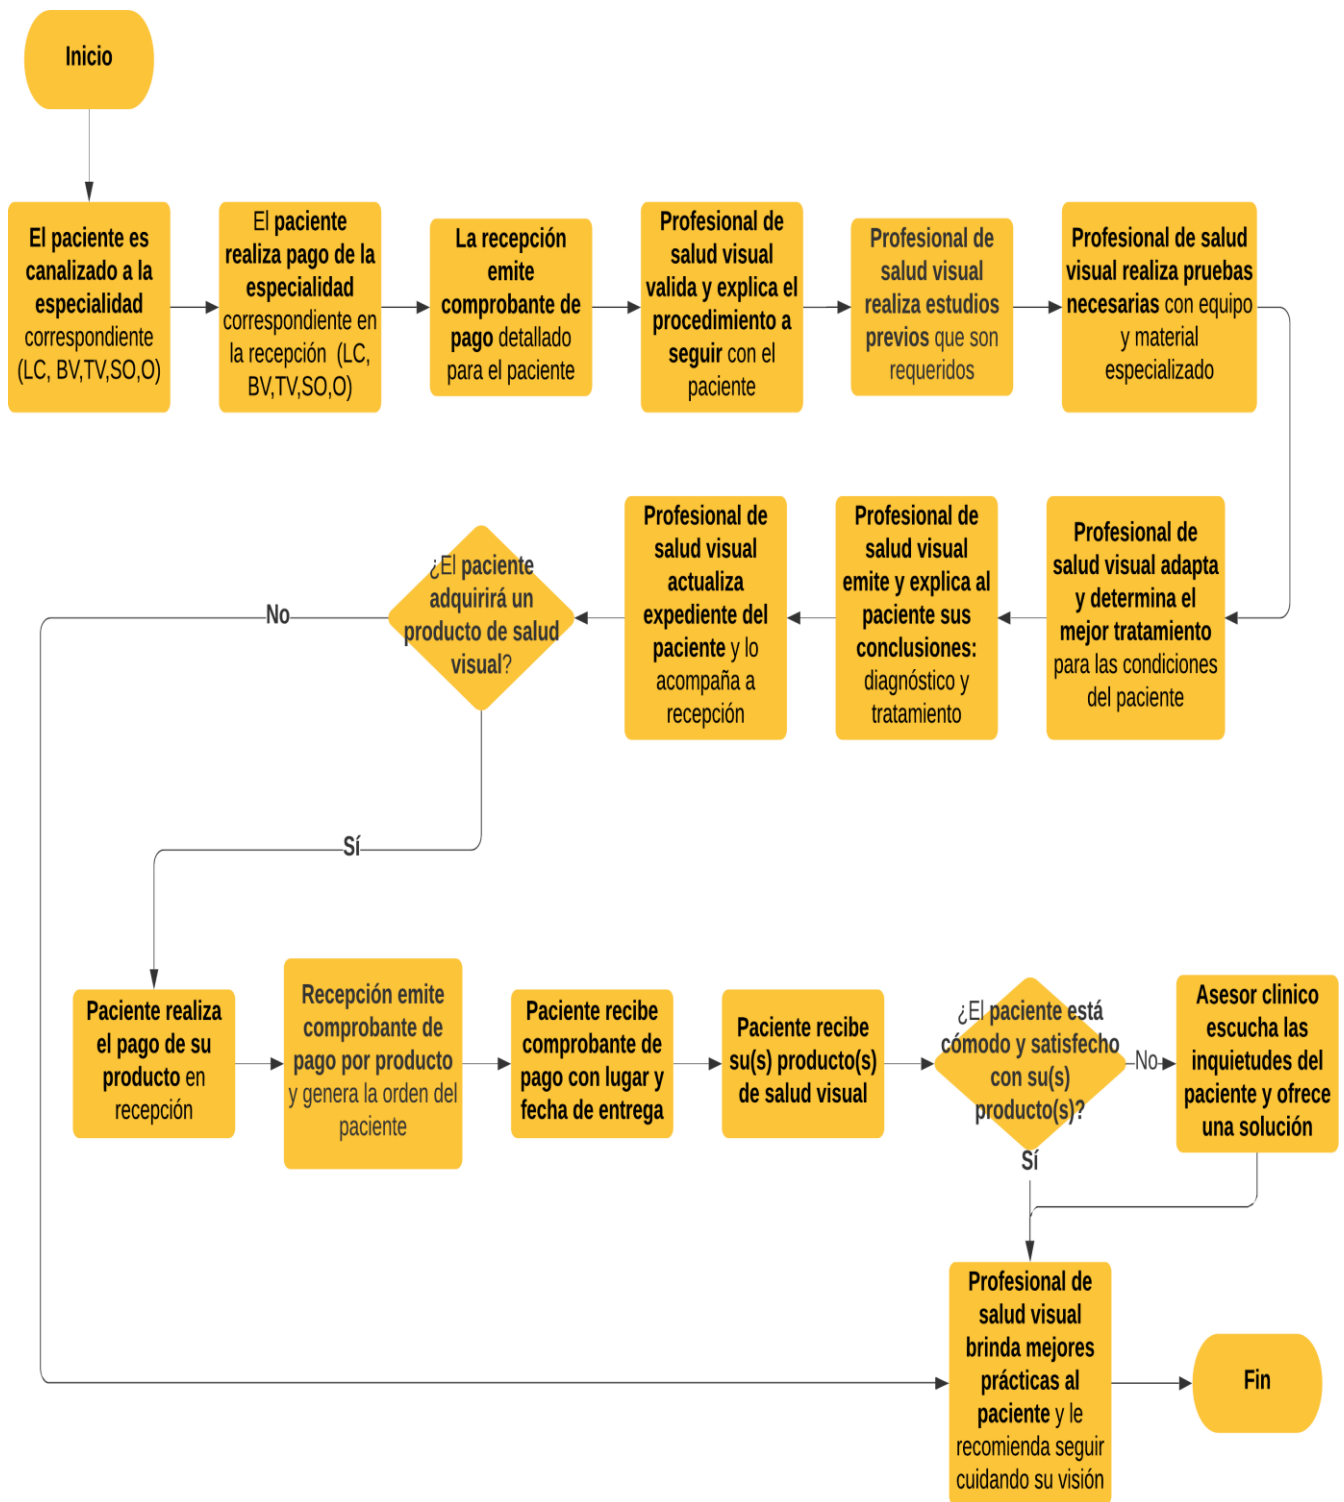 Inicio
El paciente es
canalizado a la
especialidad
correspondiente
(LC, BV,TV,SO,O)
El paciente
realiza pago de la
especialidad
correspondiente en
la recepción (LC,
BV,TV,SO,O)
La recepción
emite
comprobante de
pago detallado
para el paciente
Profesional de
salud visual
valida y explica el
procedimiento a
seguir con el
paciente
Profesional de
salud visual
realiza estudios
previos que son
requeridos
Profesional de salud
visual realiza pruebas
necesarias con equipo
y material
especializado
Profesional de
salud visual adapta
y determina el
mejor tratamiento
para las condiciones
del paciente
Profesional de
salud visual
emite y explica al
paciente sus
conclusiones:
diagnóstico y
tratamiento
Profesional de
salud visual
actualiza
expediente del
paciente y lo
acompaña a
recepción
¿El paciente
adquirirá un
producto de salud
visual?
No
Sí
Paciente realiza
el pago de su
producto en
recepción
Recepción emite
comprobante de
pago por producto
y genera la orden del
paciente
Paciente recibe
comprobante de
pago con lugar y
fecha de entrega
Paciente recibe
su(s) producto(s)
de salud visual
¿El paciente está
cómodo y satisfecho
con su(s)
producto(s)?
No
Sí
Asesor clinico
escucha las
inquietudes del
paciente y ofrece
una solución
Profesional de
salud visual
brinda mejores
prácticas al
paciente y le
recomienda seguir
cuidando su visión
Fin